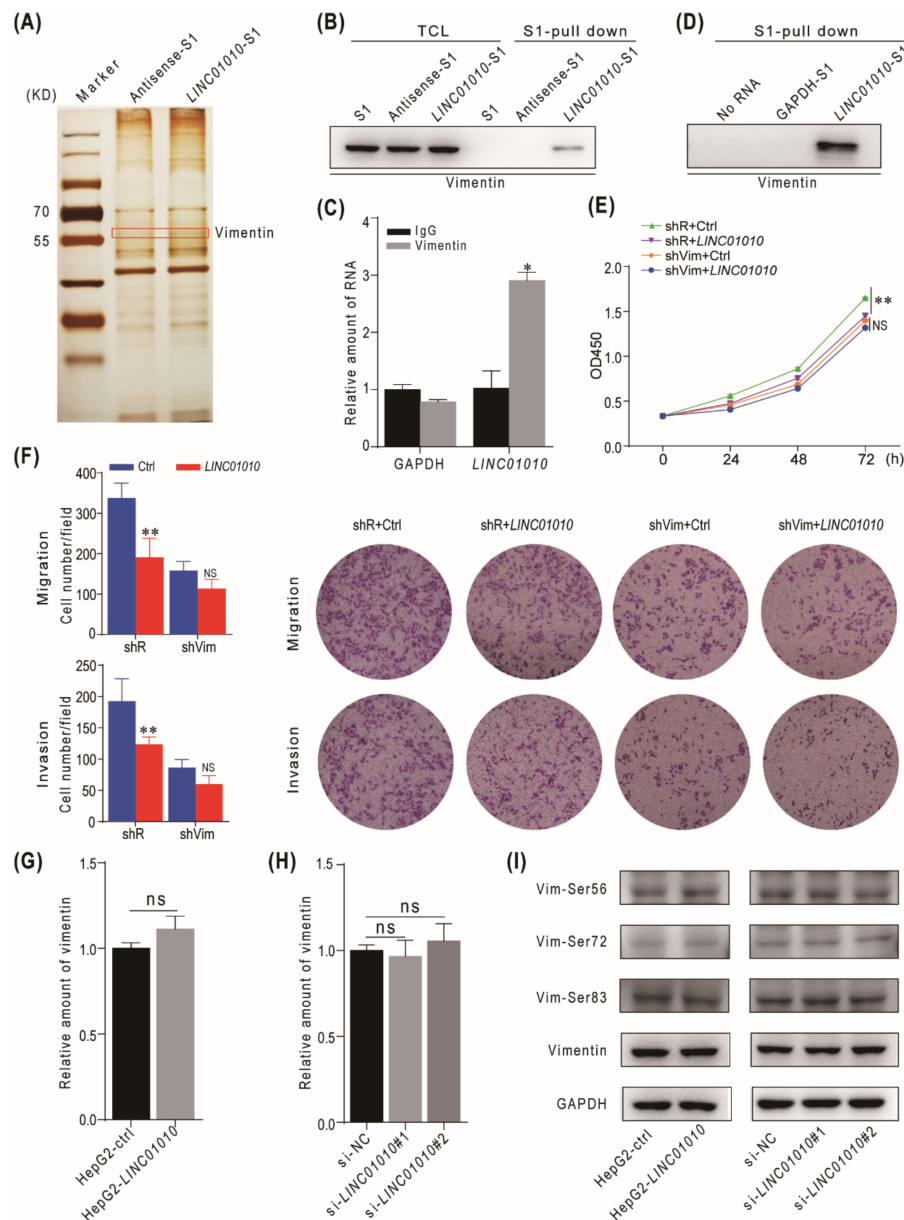 (A)
(KD)
Marker
Antisense-S1
LINC01010-S1
70
55
Vimentin
(B)
TCL
S1-pull down
S1
Antisense-S1
LINC01010-S1
S1
Antisense-S1
LINC01010-S1
Vimentin
(D)
S1-pull down
No RNA
GAPDH-S1
LINC01010-S1
Vimentin
(C)
Relative amount of RNA
4
3
2
1
0
IgG
Vimentin
*
GAPDH
LINC01010
(E)
shR+Ctrl
shR+LINC01010
shVim+Ctrl
shVim+LINC01010
OD450
2.0
1.5
1.0
0.5
0.0
**
NS
0
24
48
72
(h)
(F)
Ctrl
LINC01010
Migration
Cell number/field
400
300
200
100
0
**
NS
shR
shVim
Invasion
Cell number/field
250
200
150
100
50
0
**
NS
shR
shVim
shR+Ctrl
shR+LINC01010
shVim+Ctrl
shVim+LINC01010
Migration
Invasion
(G)
Relative amount of vimentin
1.5
1.0
0.5
0.0
ns
HepG2-ctrl
HepG2-LINC01010
(H)
Relative amount of vimentin
1.5
1.0
0.5
0.0
ns
ns
si-NC
si-LINC01010#1
si-LINC01010#2
(I)
Vim-Ser56
Vim-Ser72
Vim-Ser83
Vimentin
GAPDH
HepG2-ctrl
HepG2-LINC01010
si-NC
si-LINC01010#1
si-LINC01010#2